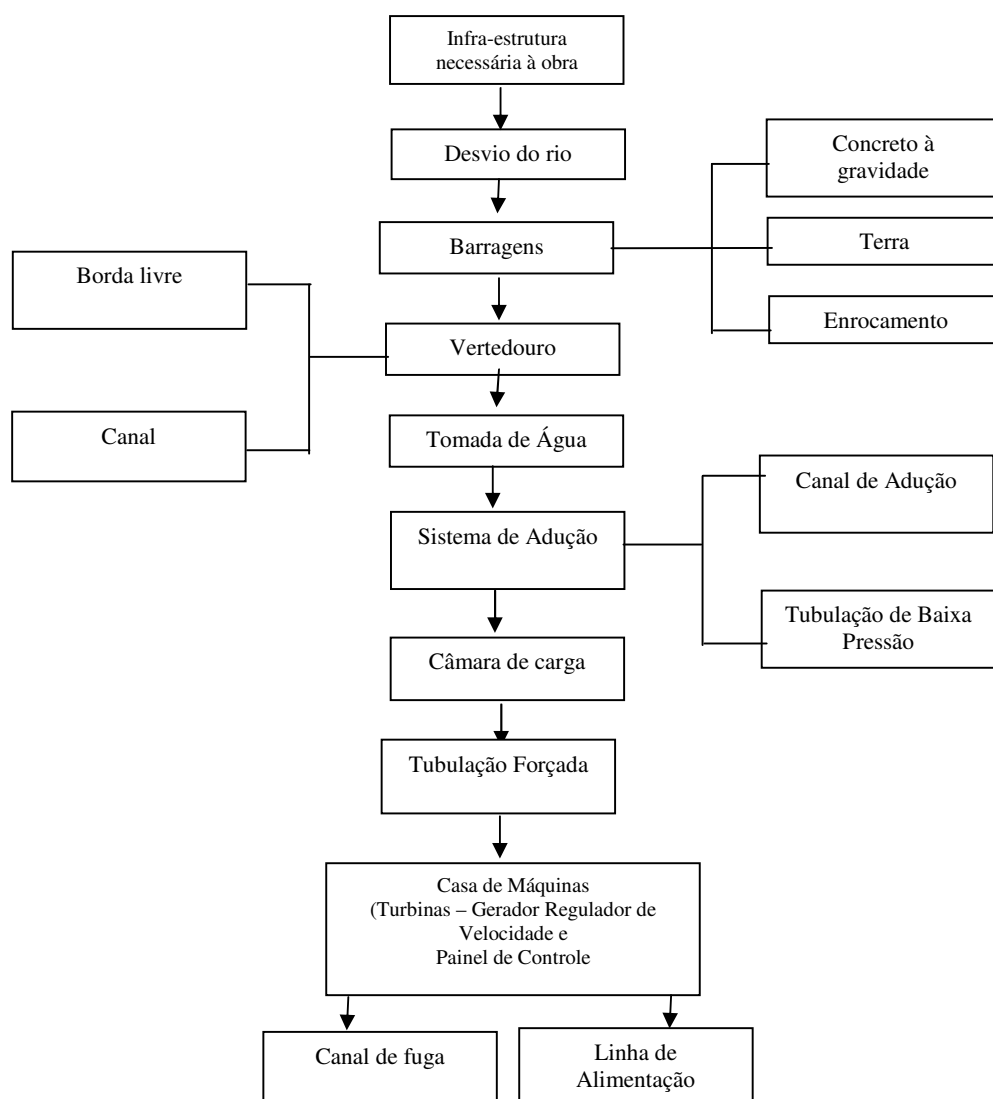 Infra-estrutura
necessária à obra
Desvio do rio
Concreto à
gravidade
Barragens
Terra
Borda livre
Enrocamento
Vertedouro
Canal
Tomada de Água
Canal de Adução
Sistema de Adução
Tubulação de Baixa
Pressão
Câmara de carga
Tubulação Forçada
Casa de Máquinas
(Turbinas – Gerador Regulador de
Velocidade e
Painel de Controle
Canal de fuga
Linha de
Alimentação